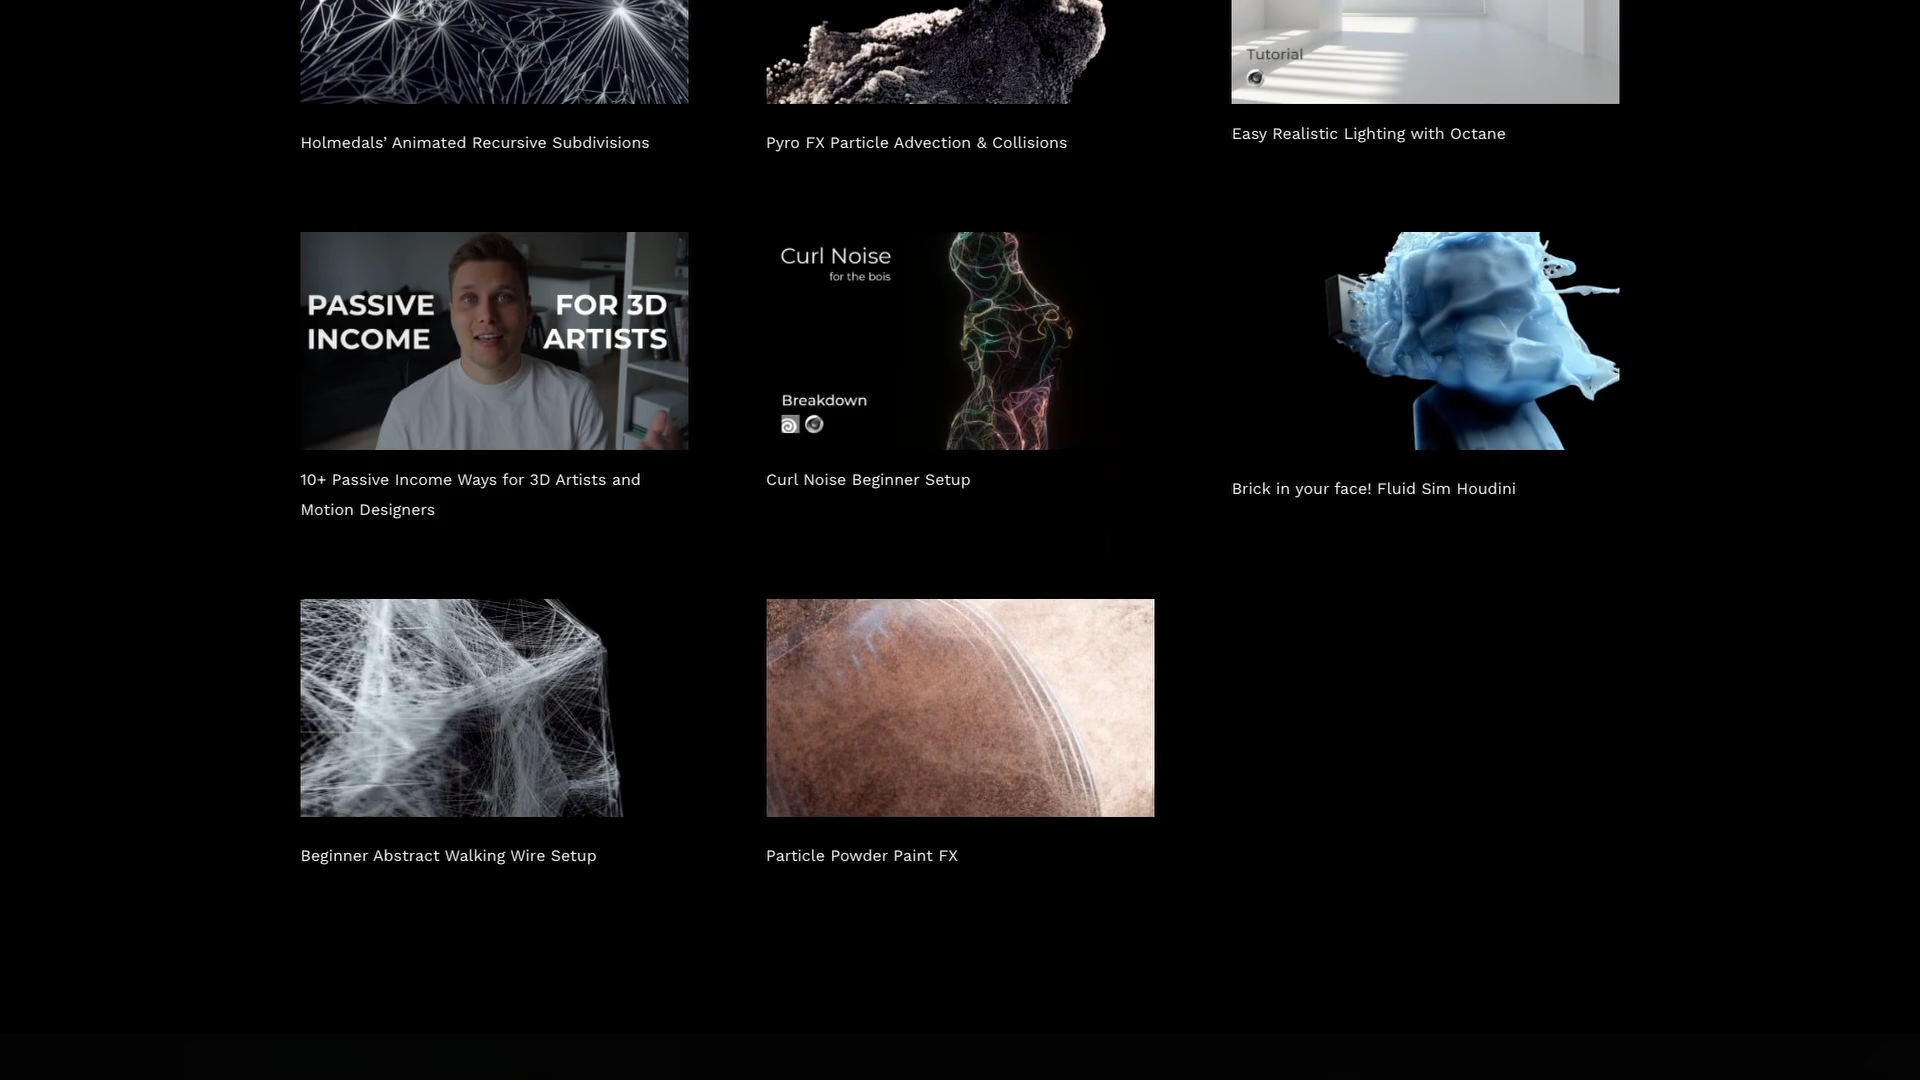 Tutorial
Holmedals’ Animated Recursive Subdivisions
Pyro FX Particle Advection & Collisions
Easy Realistic Lighting with Octane
PASSIVE INCOME
FOR 3D ARTISTS
Curl Noise
for the bois
Breakdown
10+ Passive Income Ways for 3D Artists and
Motion Designers
Curl Noise Beginner Setup
Brick in your face! Fluid Sim Houdini
Beginner Abstract Walking Wire Setup
Particle Powder Paint FX